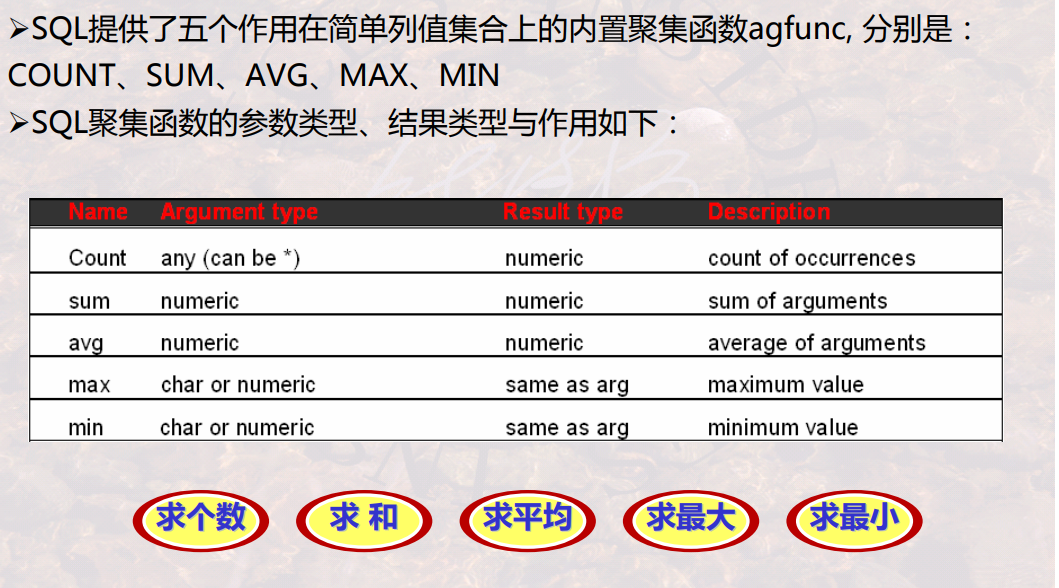 ➢SQL提供了五个作用在简单列值集合上的内置聚集函数agfunc, 分别是：
COUNT、SUM、AVG、MAX、MIN
➢SQL聚集函数的参数类型、结果类型与作用如下：
Name Argument type Result type Description
Count any (can be *) numeric count of occurrences
sum numeric numeric sum of arguments
avg numeric numeric average of arguments
max char or numeric same as arg maximum value
min char or numeric same as arg minimum value
求个数 求 和 求平均 求最大 求最小